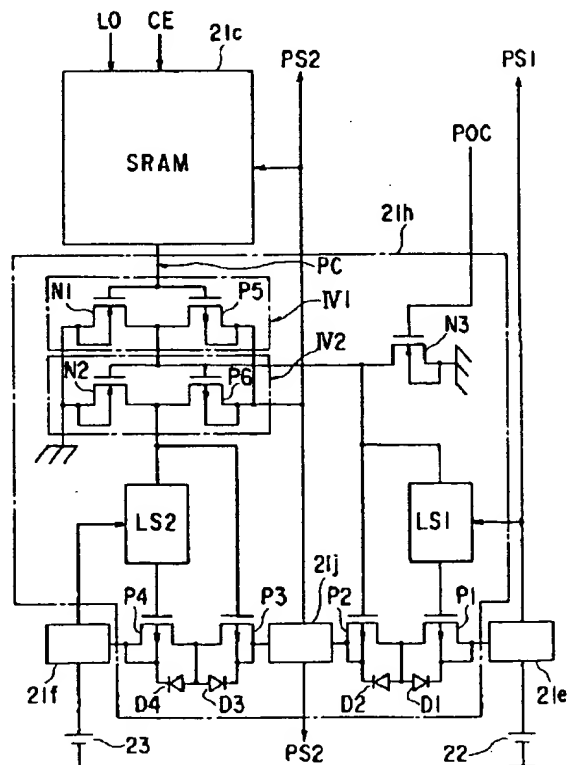 LO CE 21c
PS2 PS1
POC
SRAM
21h
PC
N1 P5 IV1
N3
IV2
N2 P6
LS2 LS1
21j
P4 P3 P2 P1
21f D4 D3 D2 D1 21e
23 PS2 22